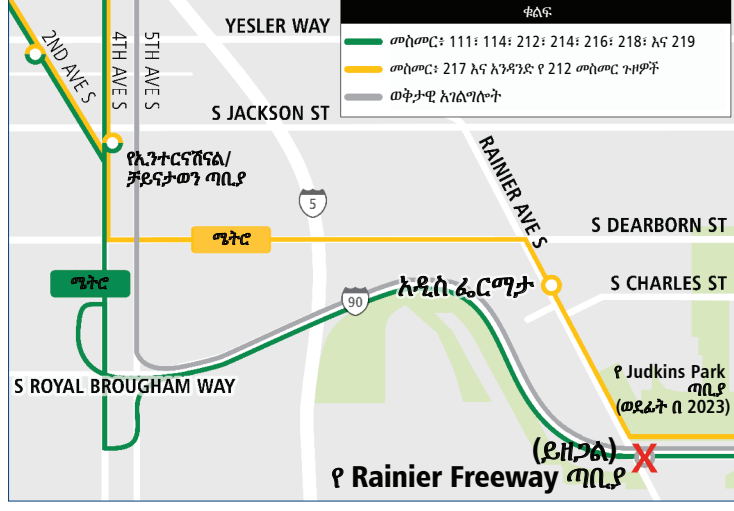 ቁልፍ
መስመር፥ 111፣ 114፣ 212፣ 214፣ 216፣ 218፣ እና 219
መስመር፥ 217 እና አንዳንድ የ 212 መስመር ጉዞዎች
ወቅታዊ አገልግሎት
YESLER WAY
2ND AVE S
4TH AVE S
5TH AVE S
S JACKSON ST
የኢንተርናሽናል/
ቻይናታወን ጣቢያ
RAINIER AVE S
5
S DEARBORN ST
ሜትሮ
ሜትሮ
90
አዲስ ፌርማታ
S CHARLES ST
S ROYAL BROUGHAM WAY
የ Judkins Park
ጣቢያ
(ወደፊት በ 2023)
(ይዘጋል)
የ Rainier Freeway ጣቢያ
X